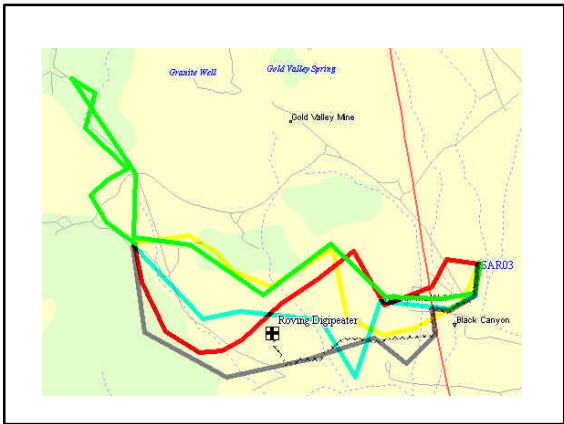 Granite Well
Gold Valley Spring
Gold Valley Mine
SAR03
Roving Digipeater
Black Canyon